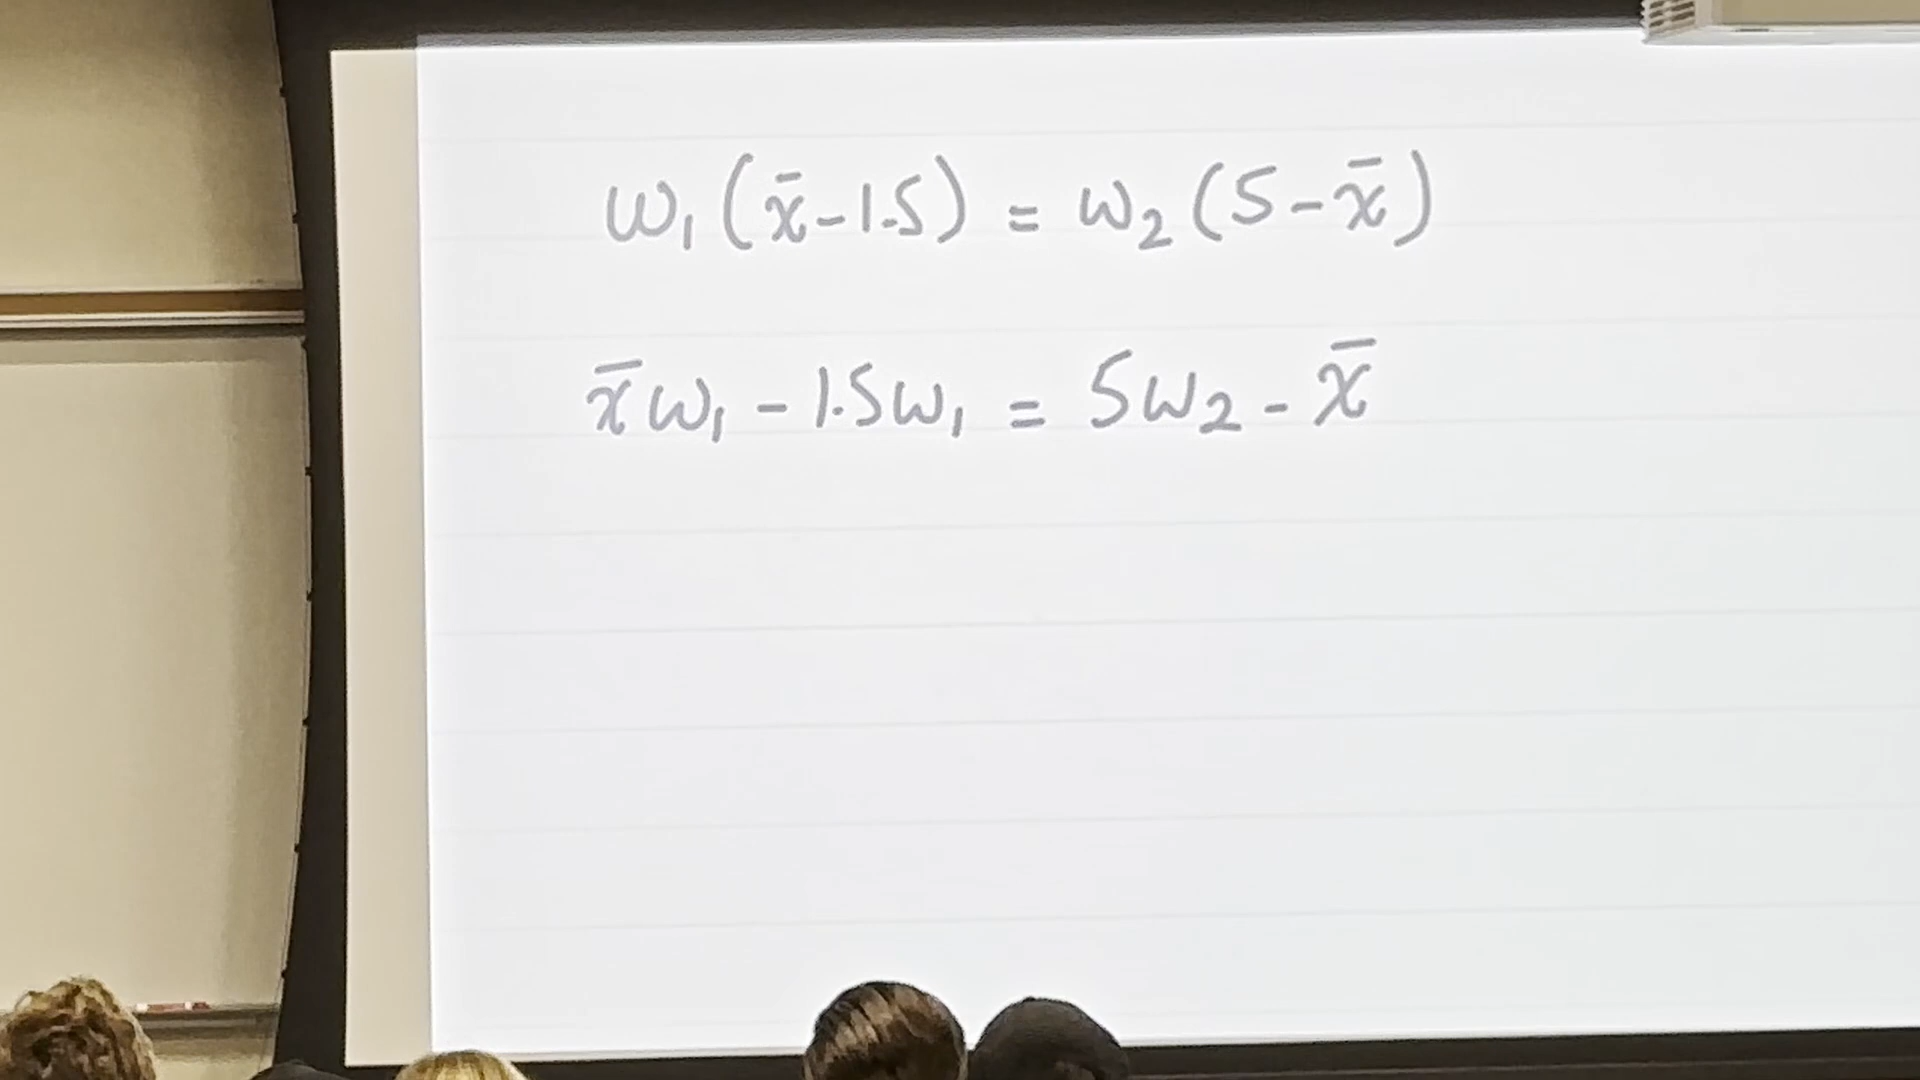 w₁(x̄-1.5) = w₂(5-x̄)
x̄w₁ - 1.5w₁ = 5w₂ - x̄